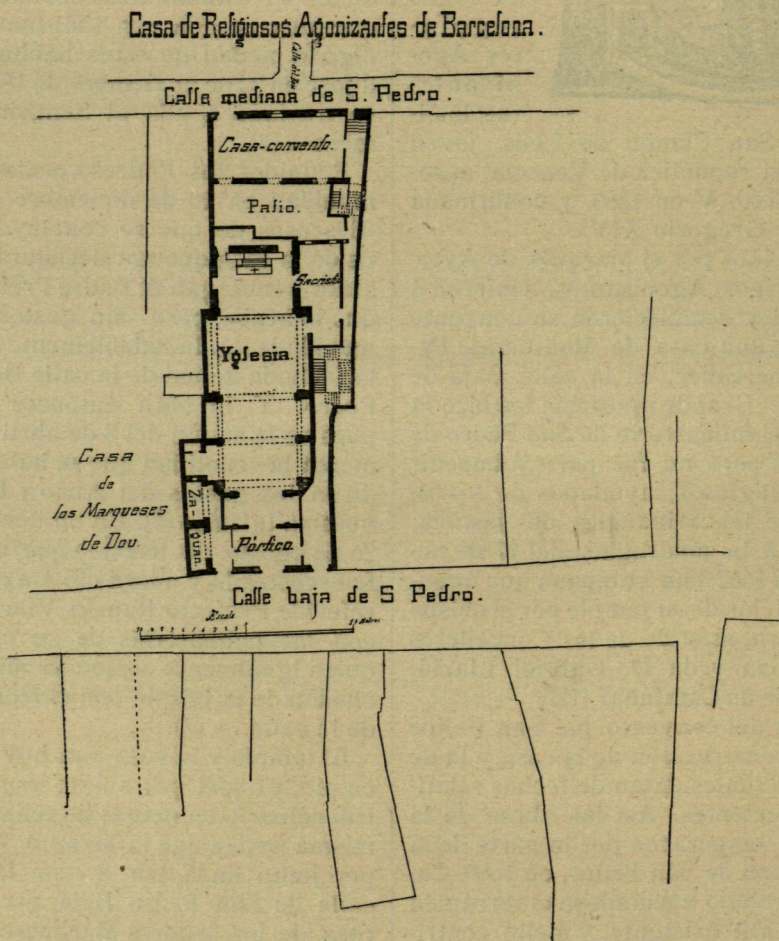 Casa de Religiosos Agonizantes de Barcelona.
Calle mediana de S. Pedro.
Casa-convento.
Patio.
Sacristía
Yglesia.
Casa
de
los Marqueses
de Dou.
Za-
guan.
Pórtico.
Calle baja de S Pedro.
Escala